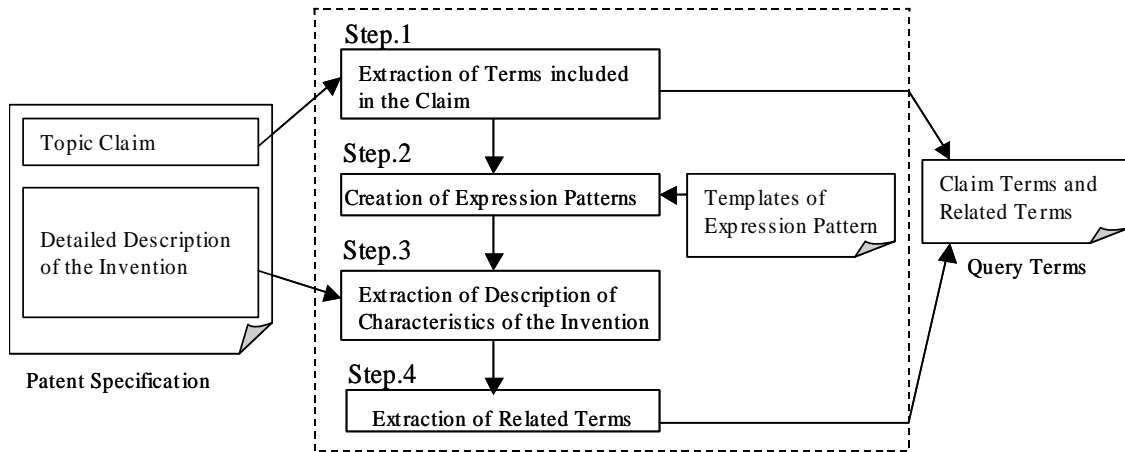 Step.1
Extraction of Terms included
in the Claim
Topic Claim
Step.2
Creation of Expression Patterns
Templates of
Expression Pattern
Claim Terms and
Related Terms
Query Terms
Detailed Description
of the Invention
Step.3
Extraction of Description of
Characteristics of the Invention
Patent Specification
Step.4
Extraction of Related Terms